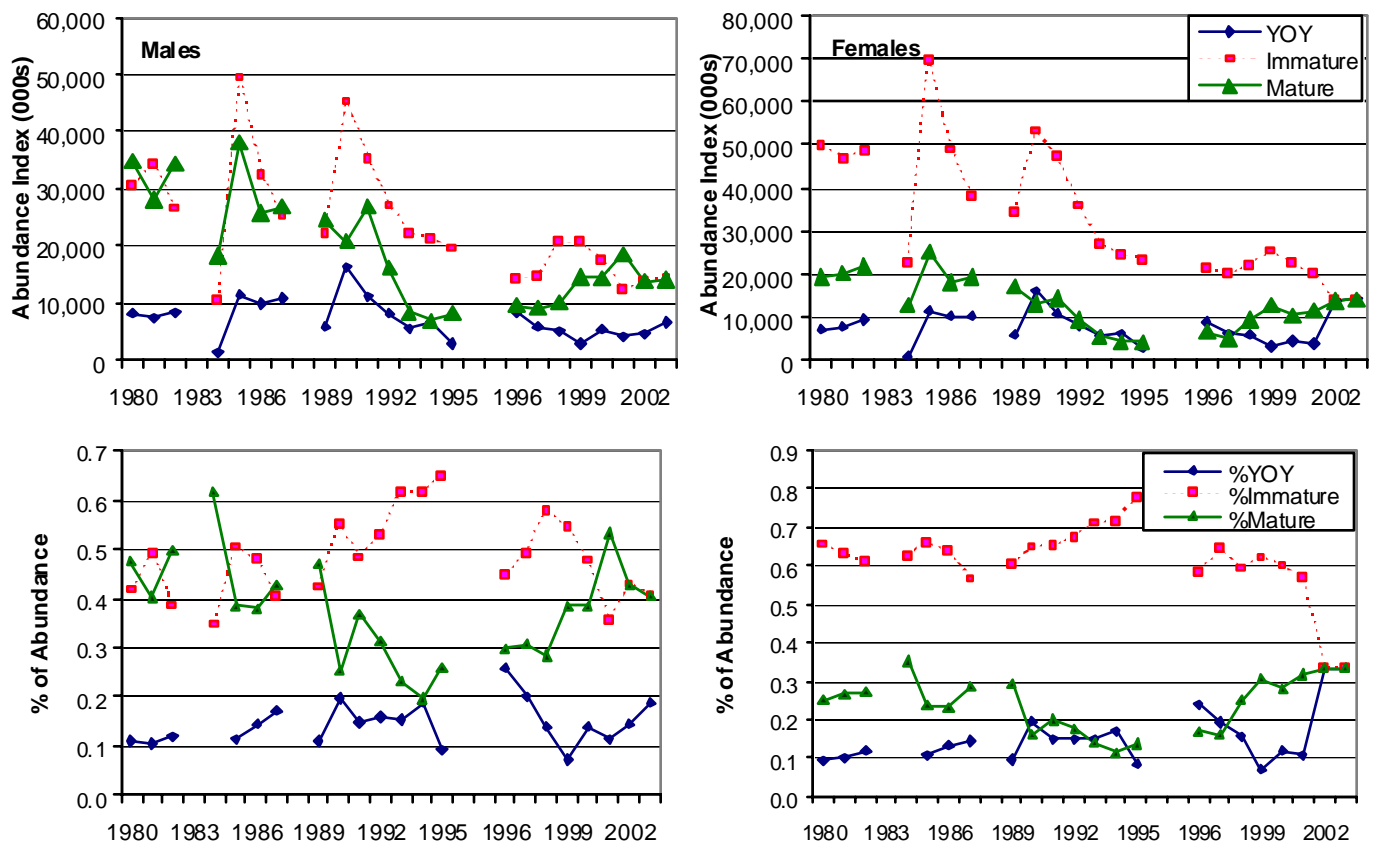 Males
Abundance Index (000s)
60,000
50,000
40,000
30,000
20,000
10,000
0
1980 1983 1986 1989 1992 1995 1996 1999 2002
Females
YOY
Immature
Mature
Abundance Index (000s)
80,000
70,000
60,000
50,000
40,000
30,000
20,000
10,000
0
1980 1983 1986 1989 1992 1995 1996 1999 2002
% of Abundance
0.7
0.6
0.5
0.4
0.3
0.2
0.1
0.0
1980 1983 1986 1989 1992 1995 1996 1999 2002
%YOY
%Immature
%Mature
% of Abundance
0.9
0.8
0.7
0.6
0.5
0.4
0.3
0.2
0.1
0.0
1980 1983 1986 1989 1992 1995 1996 1999 2002